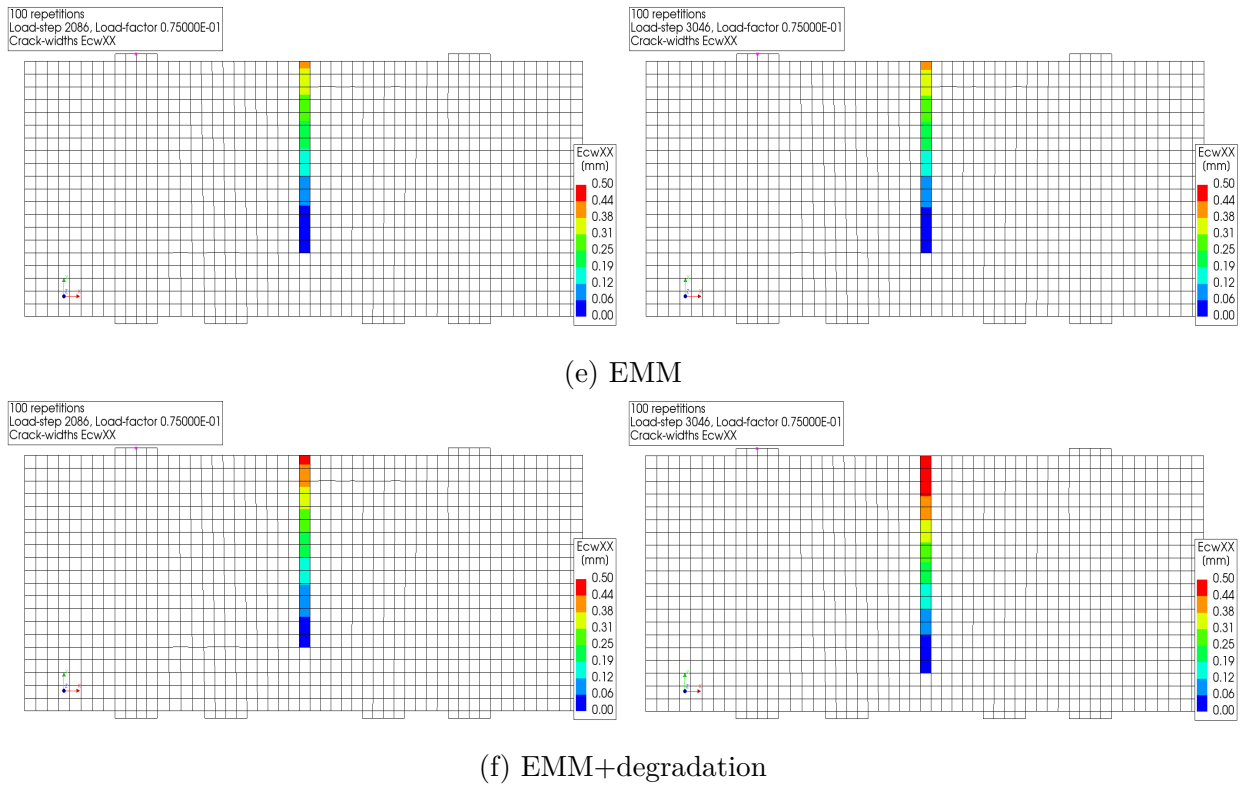 100 repetitions
Load-step 2086, Load-factor 0.75000E-01
Crack-widths EcwXX
EcwXX
(mm)
0.50
0.44
0.38
0.31
0.25
0.19
0.12
0.06
0.00
100 repetitions
Load-step 3046, Load-factor 0.75000E-01
Crack-widths EcwXX
EcwXX
(mm)
0.50
0.44
0.38
0.31
0.25
0.19
0.12
0.06
0.00
(e) EMM
100 repetitions
Load-step 2086, Load-factor 0.75000E-01
Crack-widths EcwXX
EcwXX
(mm)
0.50
0.44
0.38
0.31
0.25
0.19
0.12
0.06
0.00
100 repetitions
Load-step 3046, Load-factor 0.75000E-01
Crack-widths EcwXX
EcwXX
(mm)
0.50
0.44
0.38
0.31
0.25
0.19
0.12
0.06
0.00
(f) EMM+degradation